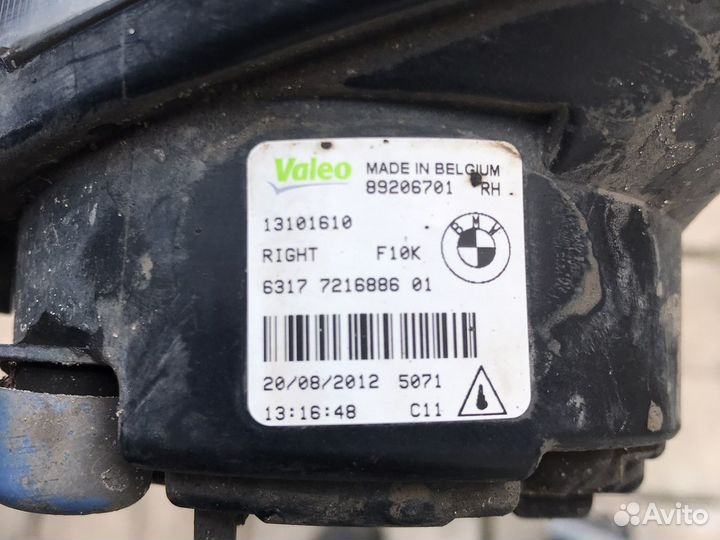 Valeo MADE IN BELGIUM
89206701 RH
13101610
RIGHT F10K
BMW
6317 7216886 01
20/08/2012 5071
13:16:48 C11
Avito